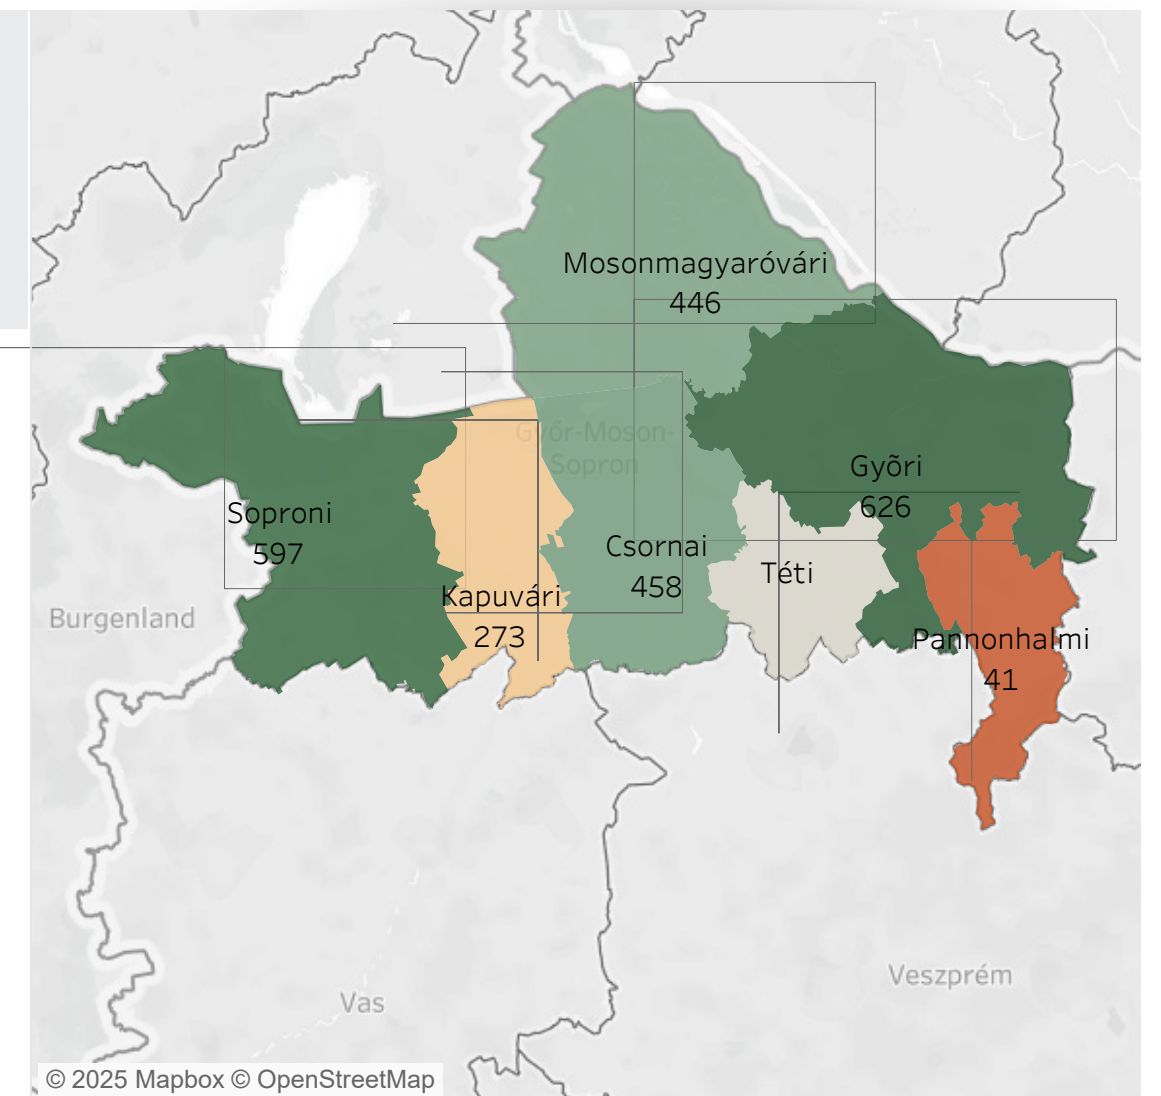 Mosonmagyaróvári
446
Győr-Moson-
Sopron
Gyõri
626
Soproni
597
Csornai
458
Téti
Kapuvári
273
Burgenland
Pannonhalmi
41
Veszprém
Vas
© 2025 Mapbox © OpenStreetMap